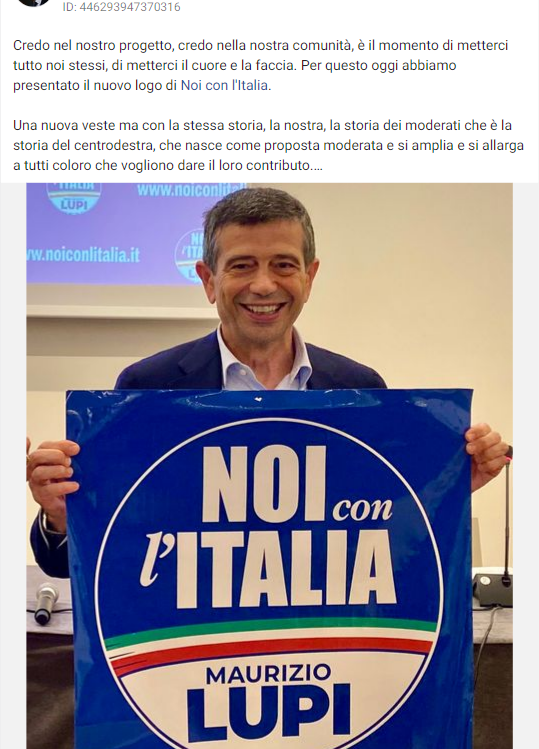 ID: 446293947370316
Credo nel nostro progetto, credo nella nostra comunità, è il momento di metterci
tutto noi stessi, di metterci il cuore e la faccia. Per questo oggi abbiamo
presentato il nuovo logo di Noi con l'Italia.
Una nuova veste ma con la stessa storia, la nostra, la storia dei moderati che è la
storia del centrodestra, che nasce come proposta moderata e si amplia e si allarga
a tutti coloro che vogliono dare il loro contributo....
ITALIA
LUPI
www.noiconlital
w.noiconlitalia.it
NOI con
l'ITALIA
MAURIZIO
LUPI